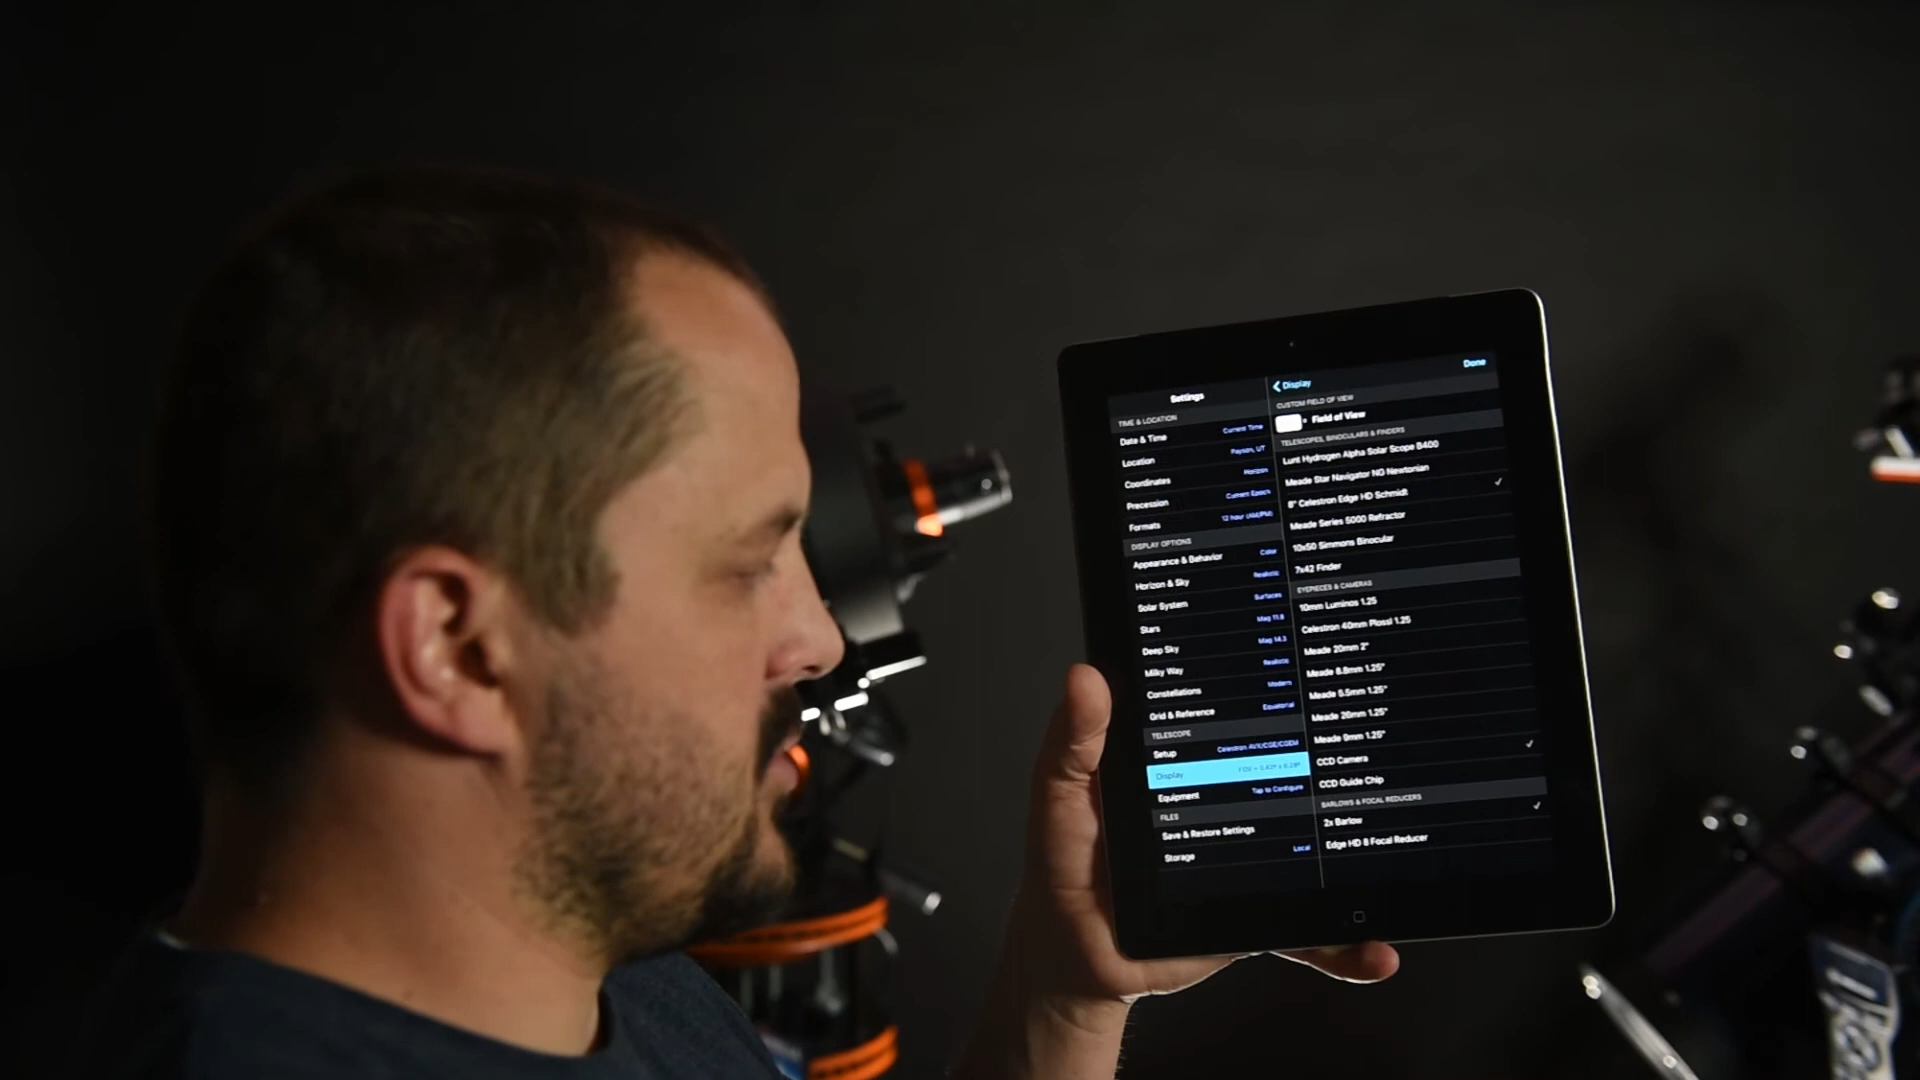 Settings
TIME & LOCATION
Date & Time Current Time
Location Payson, UT
Coordinates Horizon
Precession Current Epoch
Formats 12 hour (AM/PM)
DISPLAY OPTIONS
Appearance & Behavior Color
Horizon & Sky Realistic
Solar System Surfaces
Stars Mag 11.8
Deep Sky Mag 14.3
Milky Way Realistic
Constellations Modern
Grid & Reference Equatorial
TELESCOPE
Setup Celestron AVX/CGE/CGEM
Display
Equipment Tap to Configure
FILES
Save & Restore Settings
Storage Local
Display Done
CUSTOM FIELD OF VIEW
° Field of View
TELESCOPES, BINOCULARS & FINDERS
Lunt Hydrogen Alpha Solar Scope B400
Meade Star Navigator NG Newtonian
8" Celestron Edge HD Schmidt
Meade Series 5000 Refractor
10x50 Simmons Binocular
7x42 Finder
EYEPIECES & CAMERAS
10mm Luminos 1.25
Celestron 40mm Plossl 1.25
Meade 20mm 2"
Meade 8.8mm 1.25"
Meade 5.5mm 1.25"
Meade 26mm 1.25"
Meade 9mm 1.25"
CCD Camera
CCD Guide Chip
BARLOWS & FOCAL REDUCERS
2x Barlow
Edge HD 8 Focal Reducer